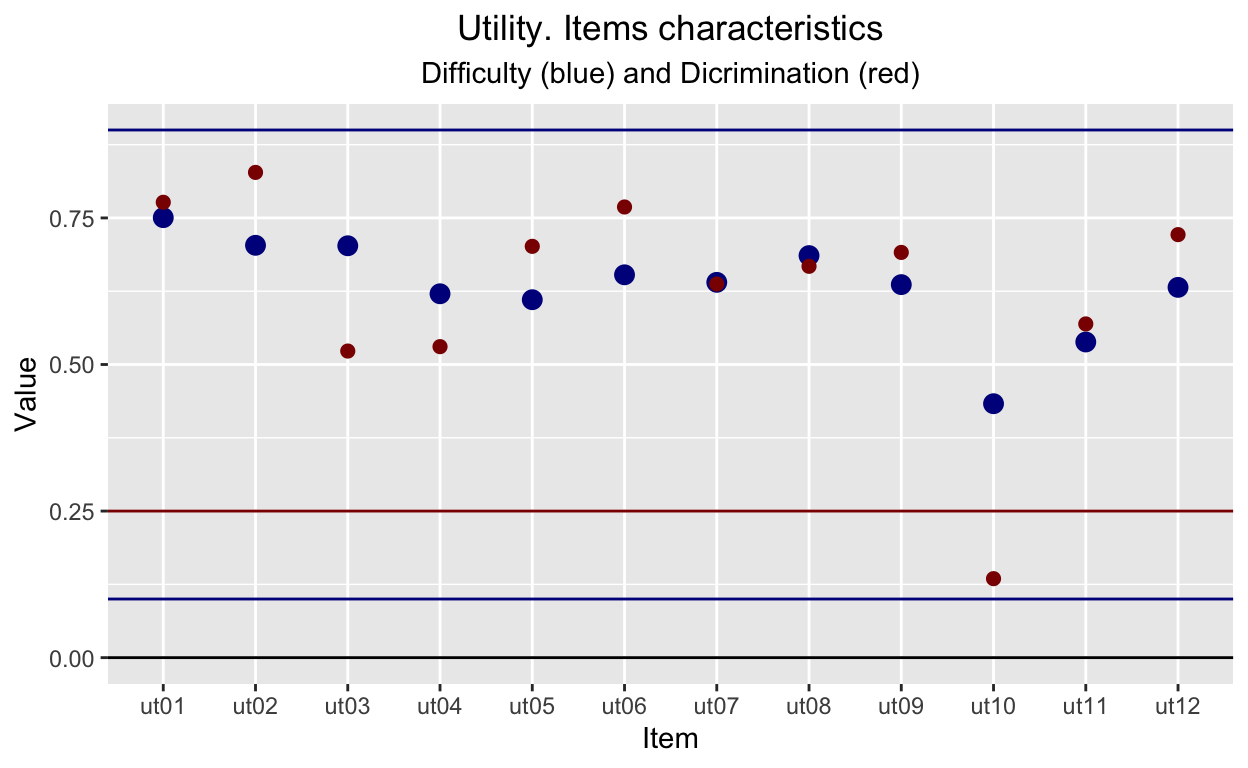 Utility. Items characteristics
Difficulty (blue) and Dicrimination (red)
Value
0.75
0.50
0.25
0.00
ut01 ut02 ut03 ut04 ut05 ut06 ut07 ut08 ut09 ut10 ut11 ut12
Item